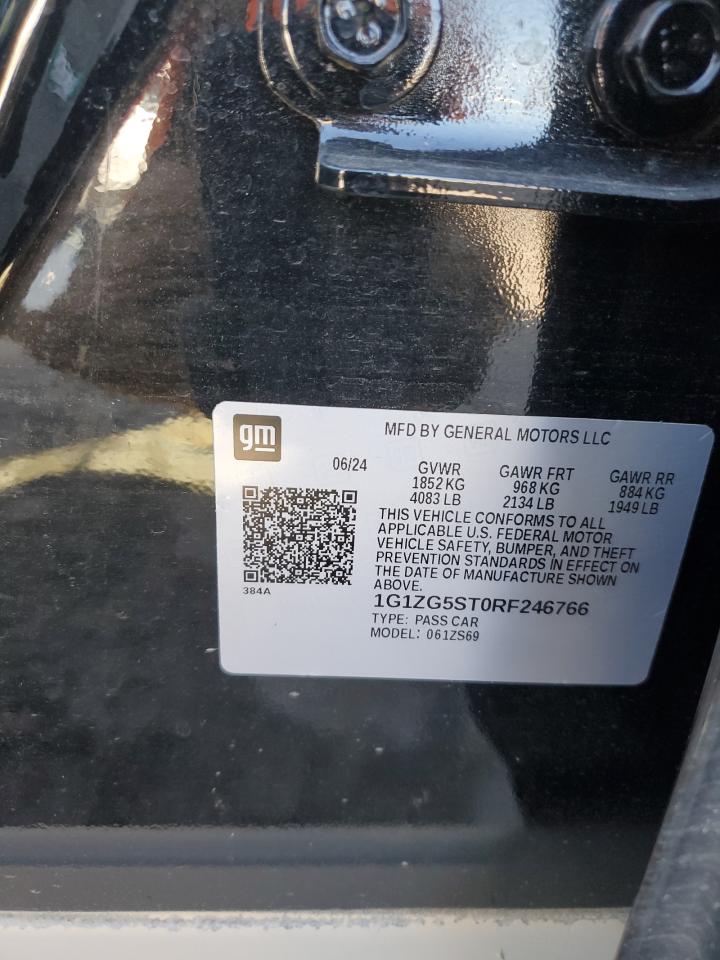 gm
MFD BY GENERAL MOTORS LLC
06/24 GVWR GAWR FRT GAWR RR
1852 KG 968 KG 884 KG
4083 LB 2134 LB 1949 LB
THIS VEHICLE CONFORMS TO ALL
APPLICABLE U.S. FEDERAL MOTOR
VEHICLE SAFETY, BUMPER, AND THEFT
PREVENTION STANDARDS IN EFFECT ON
THE DATE OF MANUFACTURE SHOWN
ABOVE.
384A
1G1ZG5ST0RF246766
TYPE: PASS CAR
MODEL: 061ZS69